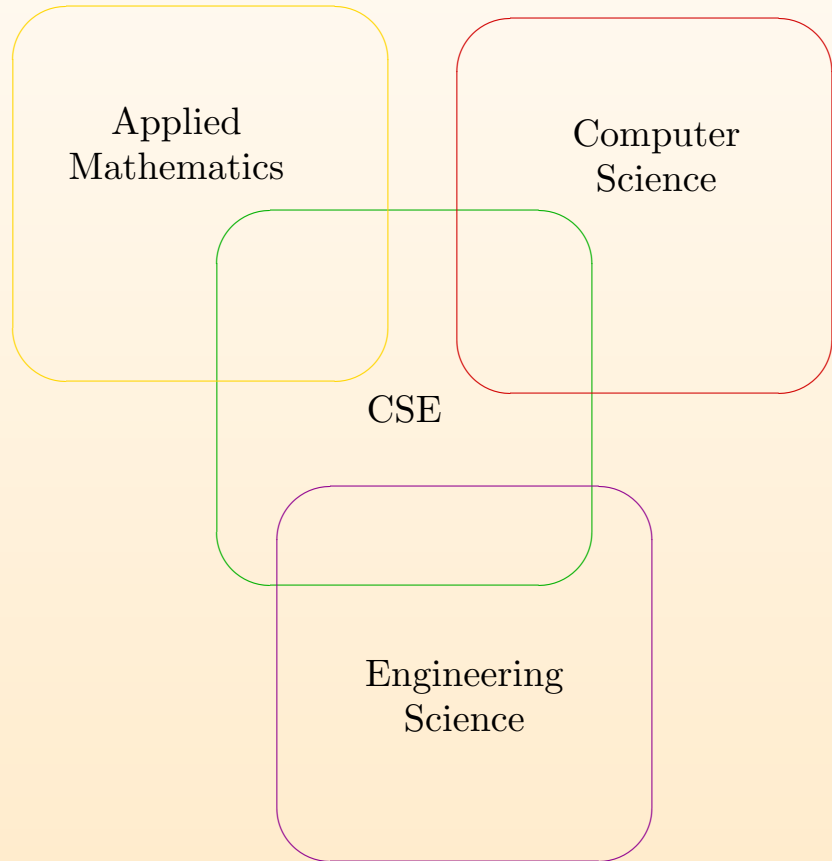 Applied
Mathematics
Computer
Science
CSE
Engineering
Science